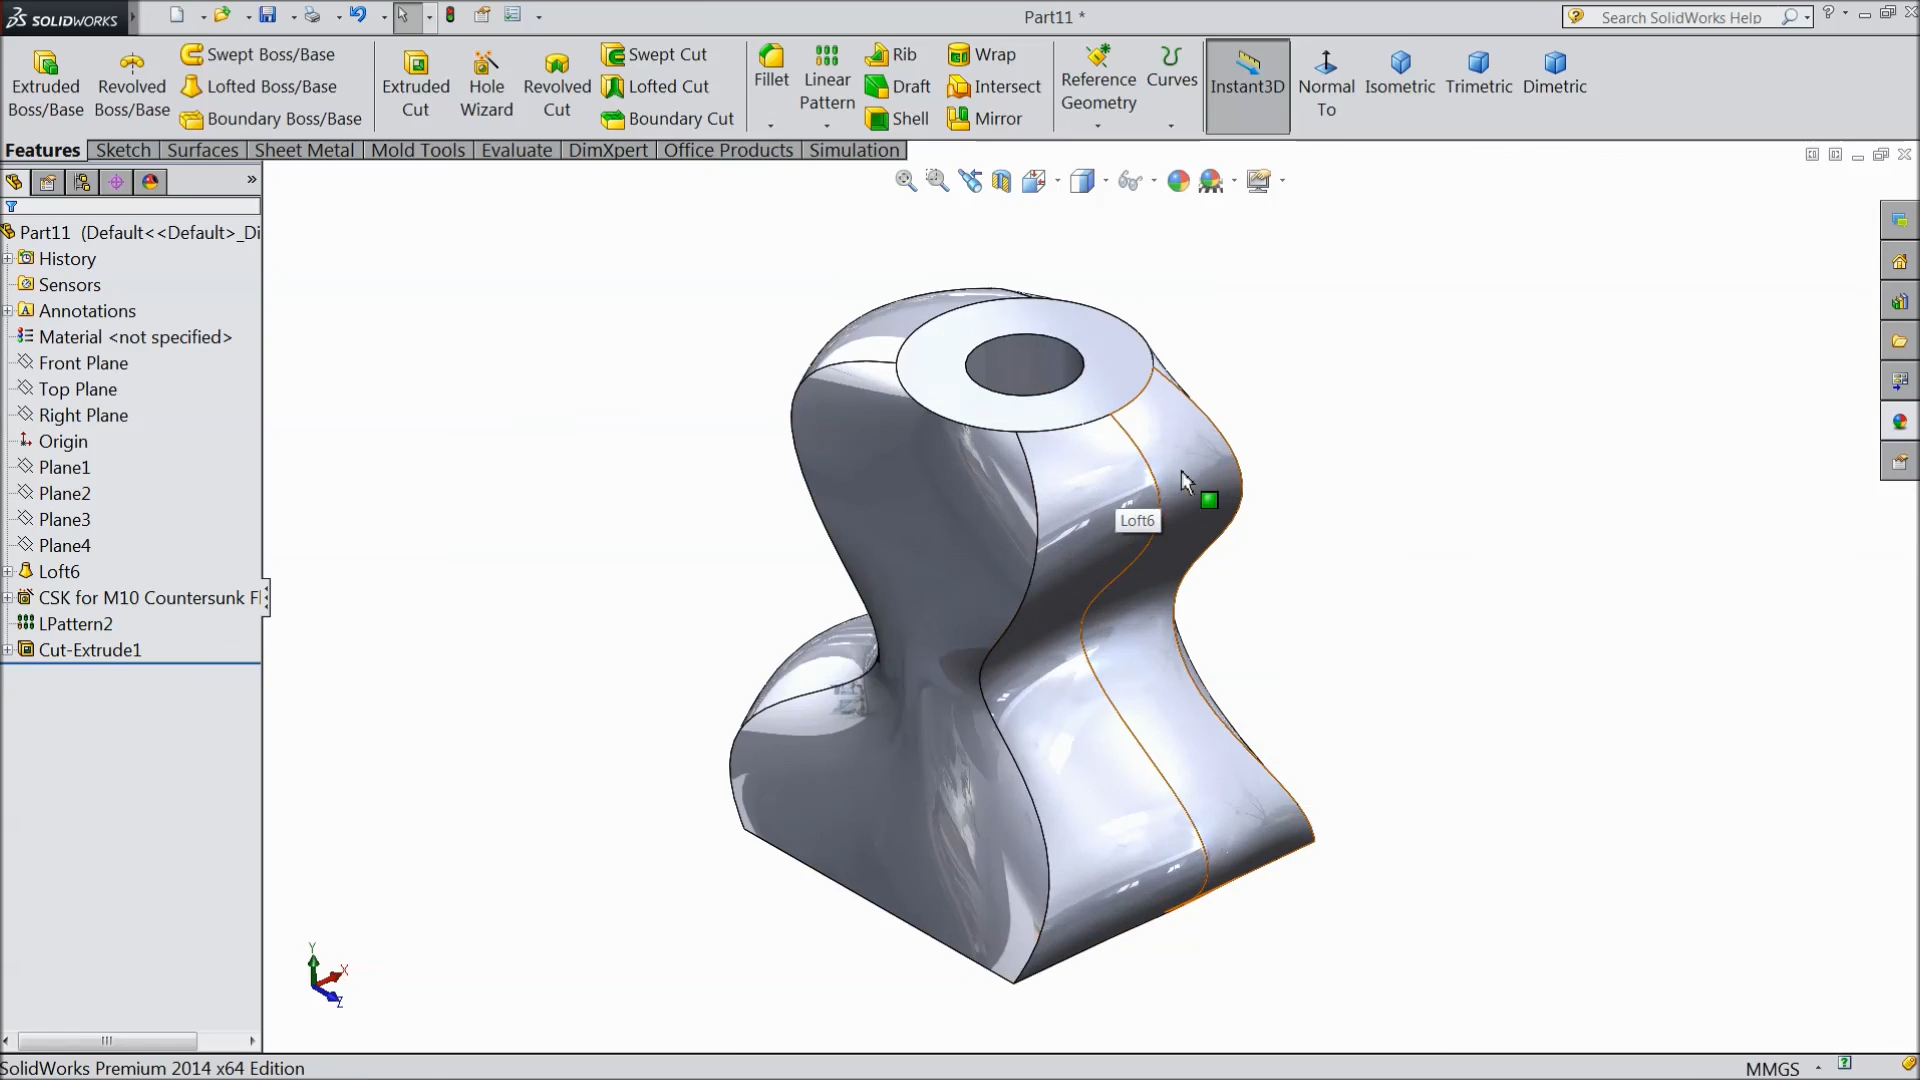 SOLIDWORKS
Part11 *
Search SolidWorks Help
Extruded Boss/Base
Revolved Boss/Base
Swept Boss/Base
Lofted Boss/Base
Boundary Boss/Base
Extruded Cut
Hole Wizard
Revolved Cut
Swept Cut
Lofted Cut
Boundary Cut
Fillet
Linear Pattern
Rib
Draft
Shell
Wrap
Intersect
Mirror
Reference Geometry
Curves
Instant3D
Normal To
Isometric
Trimetric
Dimetric
Features
Sketch
Surfaces
Sheet Metal
Mold Tools
Evaluate
DimXpert
Office Products
Simulation
Part11 (Default<<Default>_Di
History
Sensors
Annotations
Material <not specified>
Front Plane
Top Plane
Right Plane
Origin
Plane1
Plane2
Plane3
Plane4
Loft6
CSK for M10 Countersunk Fl
LPattern2
Cut-Extrude1
Loft6
Y
X
Z
SolidWorks Premium 2014 x64 Edition
MMGS